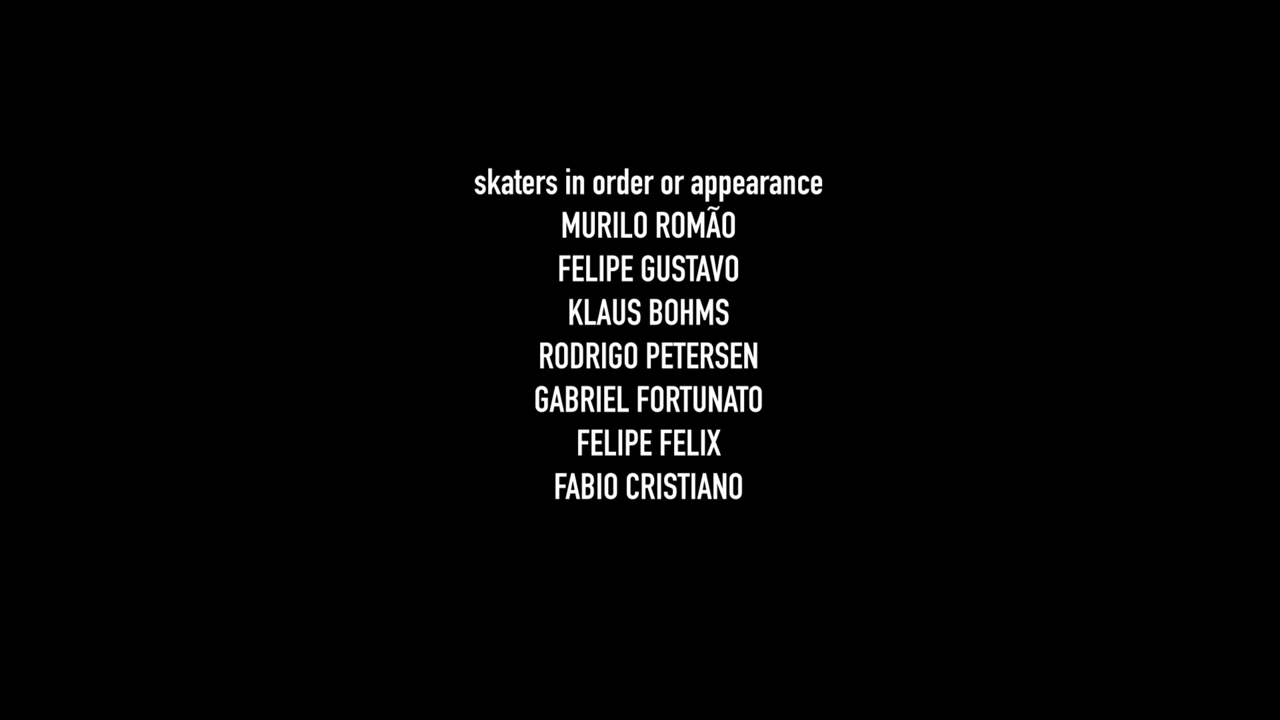 skaters in order or appearance
MURILO ROMÃO
FELIPE GUSTAVO
KLAUS BOHMS
RODRIGO PETERSEN
GABRIEL FORTUNATO
FELIPE FELIX
FABIO CRISTIANO